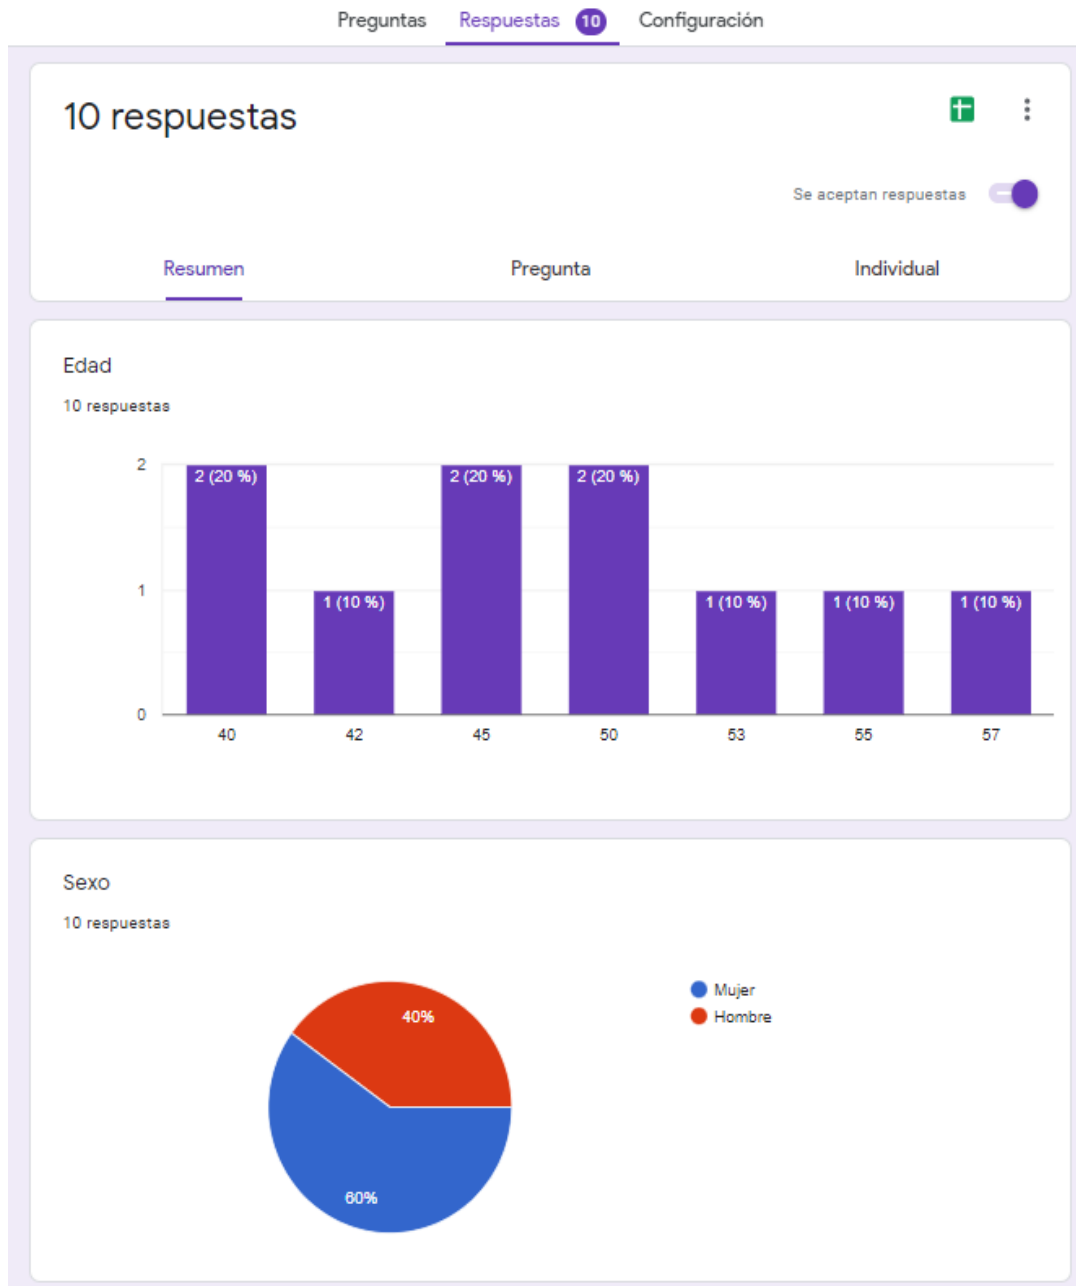 Preguntas Respuestas 10 Configuración
10 respuestas
Se aceptan respuestas
Resumen Pregunta Individual
Edad
10 respuestas
2
2 (20 %) 2 (20 %) 2 (20 %)
1
1 (10 %) 1 (10 %) 1 (10 %) 1 (10 %)
0
40 42 45 50 53 55 57
Sexo
10 respuestas
Mujer
Hombre
40%
60%